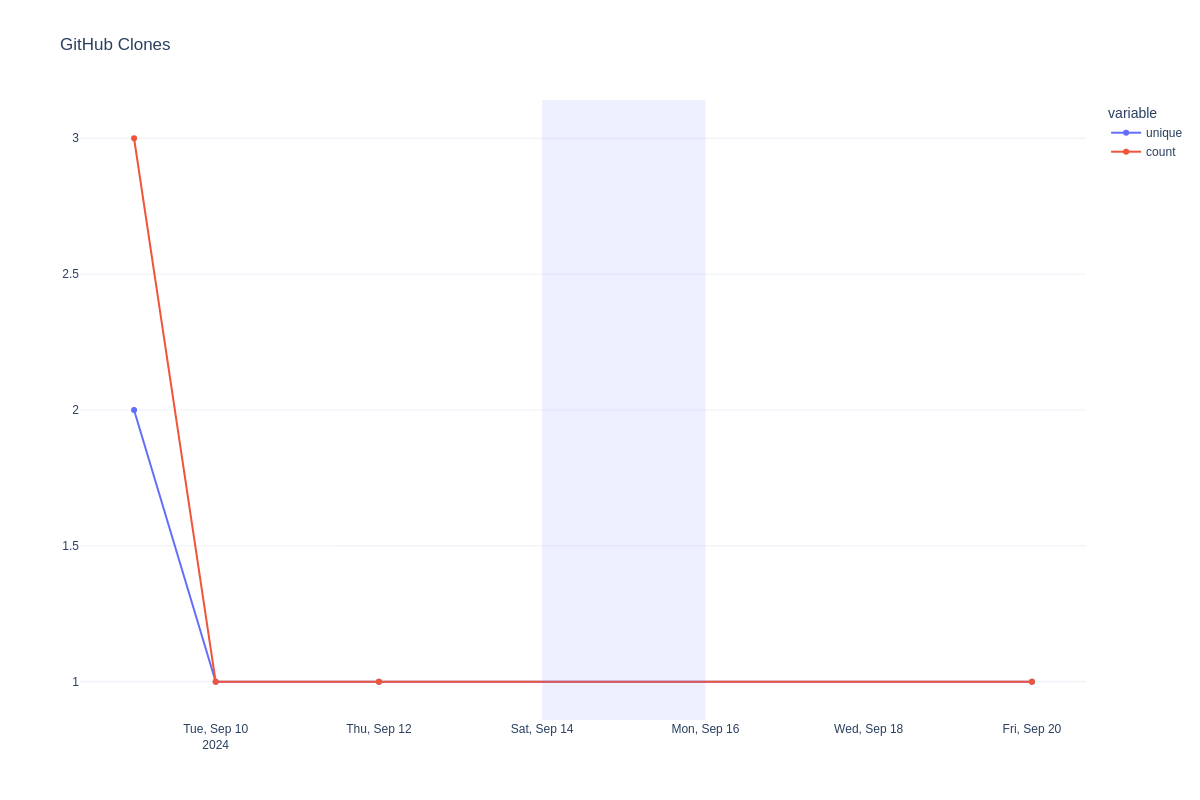 GitHub Clones
variable
unique
count
3
2.5
2
1.5
1
Tue, Sep 10
2024
Thu, Sep 12
Sat, Sep 14
Mon, Sep 16
Wed, Sep 18
Fri, Sep 20